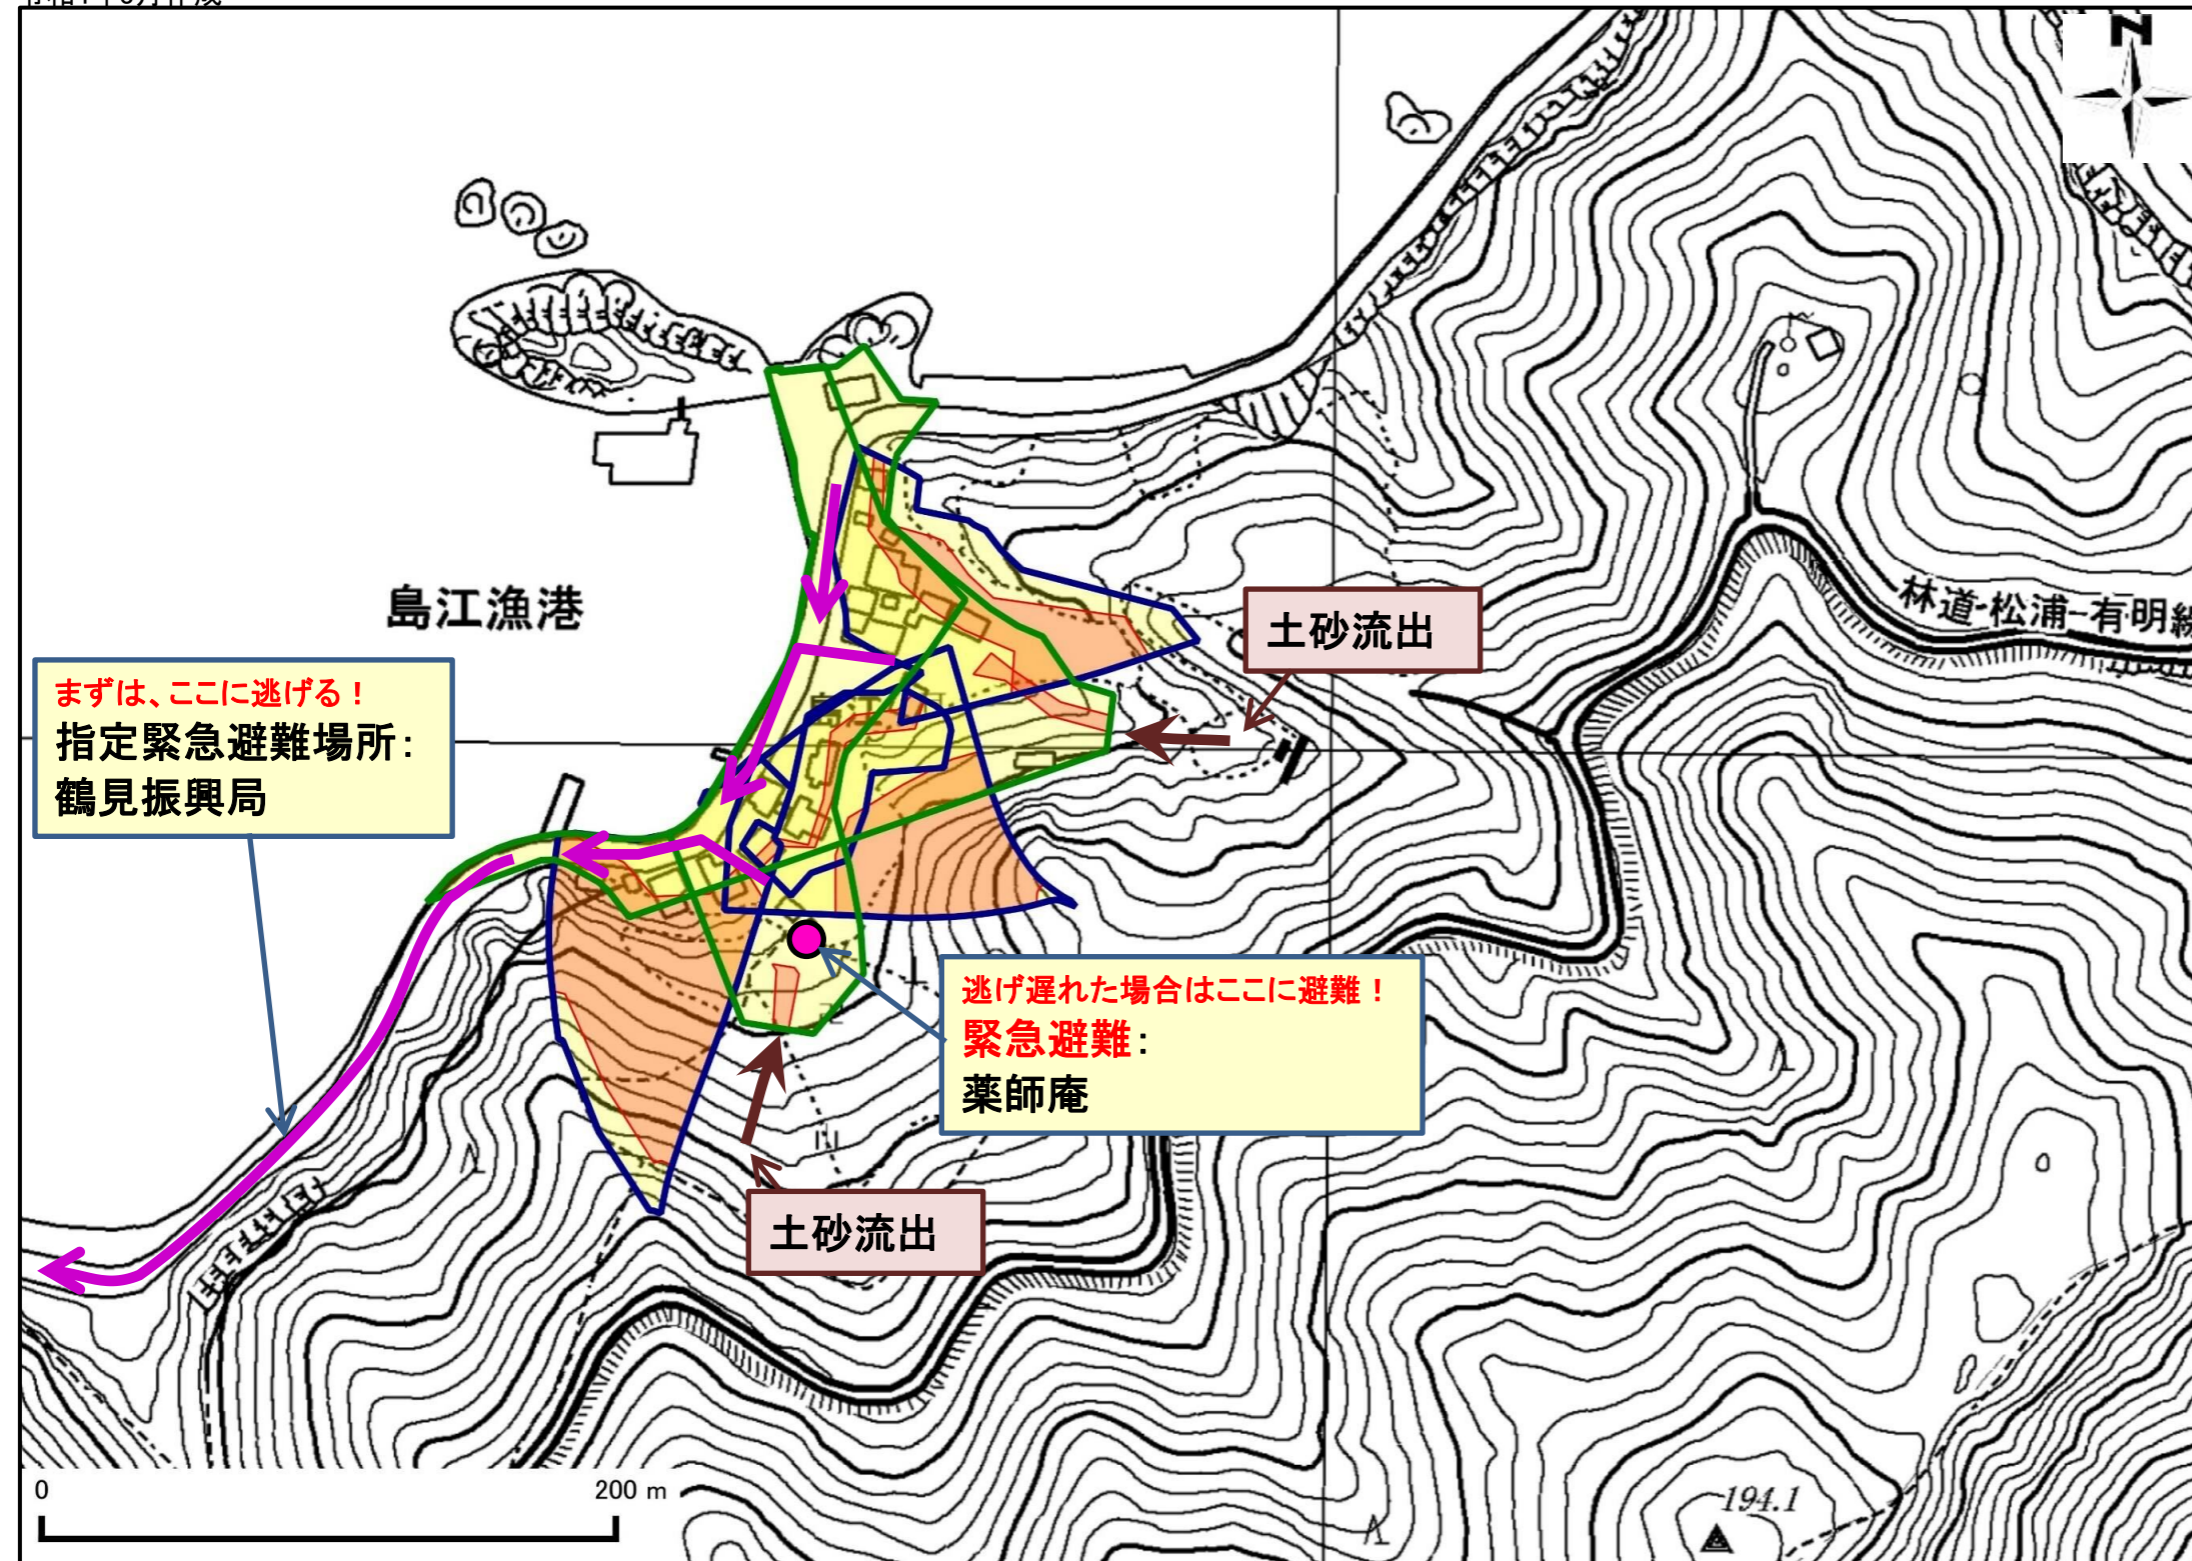 N
島江漁港
林道 松浦-有明線
土砂流出
まずは、ここに逃げる！
指定緊急避難場所：
鶴見振興局
逃げ遅れた場合はここに避難！
緊急避難：
薬師庵
土砂流出
0
200 m
194.1